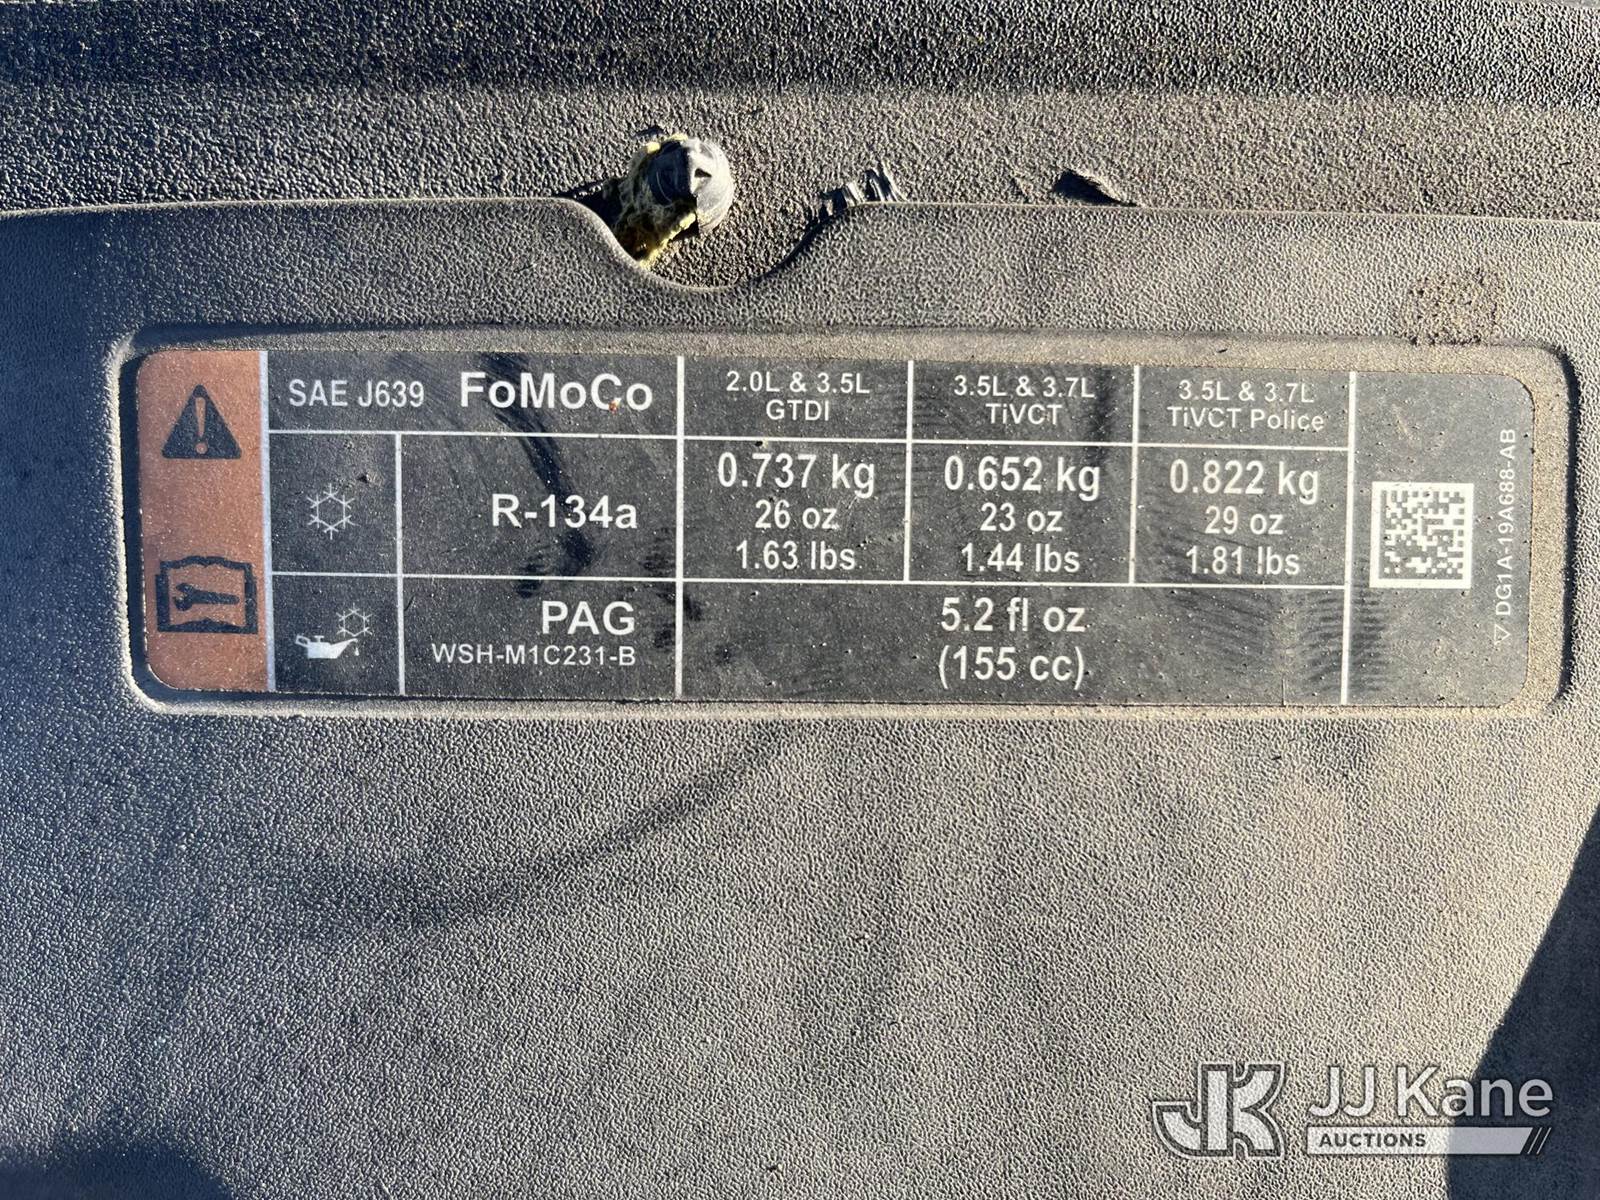 SAE J639 FoMoCo
2.0L & 3.5L
GTDI
3.5L & 3.7L
TiVCT
3.5L & 3.7L
TiVCT Police
R-134a
0.737 kg
26 oz
1.63 lbs
0.652 kg
23 oz
1.44 lbs
0.822 kg
29 oz
1.81 lbs
PAG
WSH-M1C231-B
5.2 fl oz
(155 cc)
DG1A-19A688-AB
JK
JJ Kane
AUCTIONS